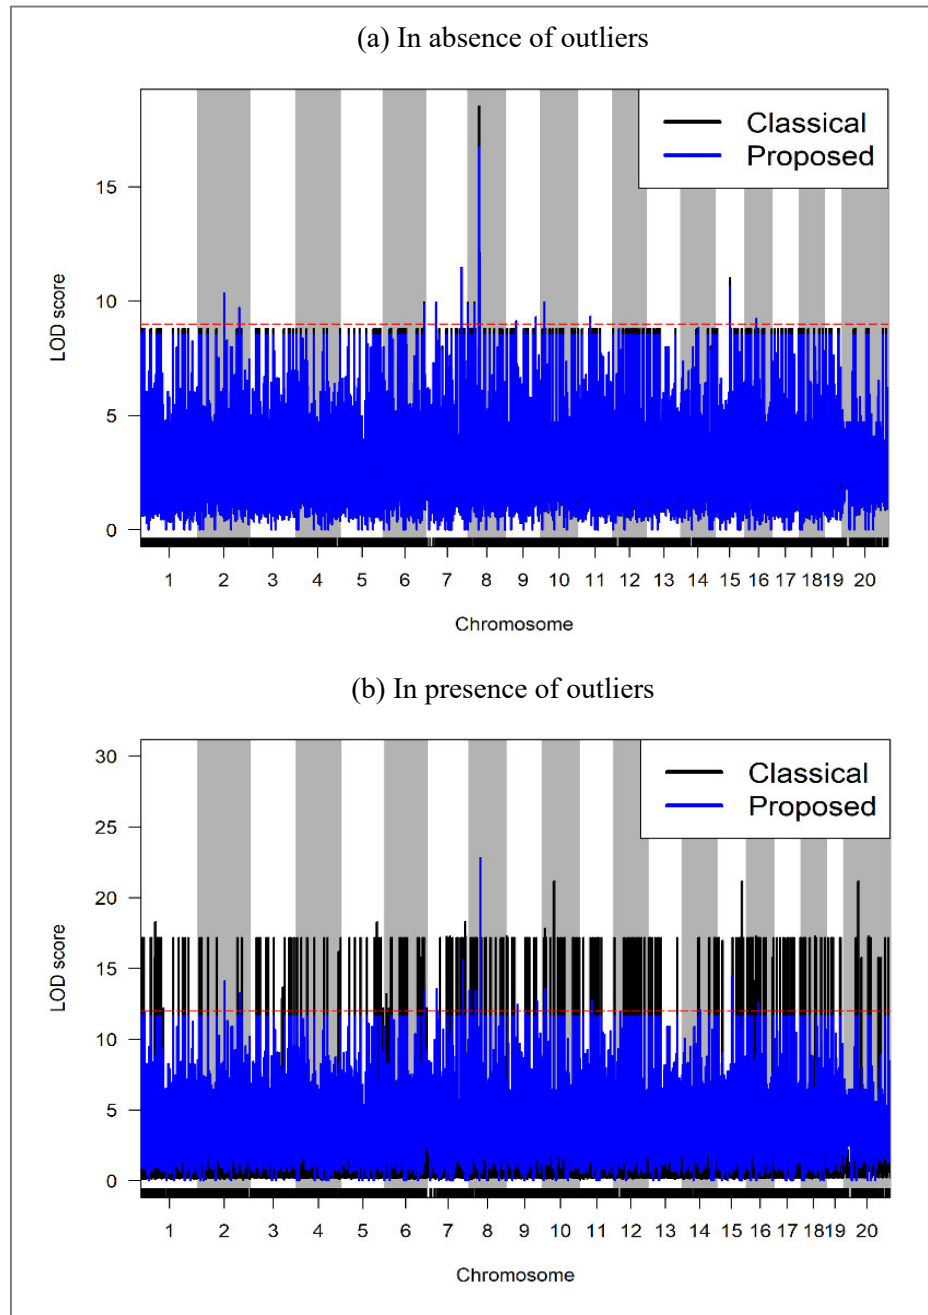 (a) In absence of outliers
Classical
Proposed
15
10
5
0
LOD score
1 2 3 4 5 6 7 8 9 10 11 12 13 14 15 16 17 18 19 20
Chromosome
(b) In presence of outliers
Classical
Proposed
30
25
20
15
10
5
0
LOD score
1 2 3 4 5 6 7 8 9 10 11 12 13 14 15 16 17 18 19 20
Chromosome